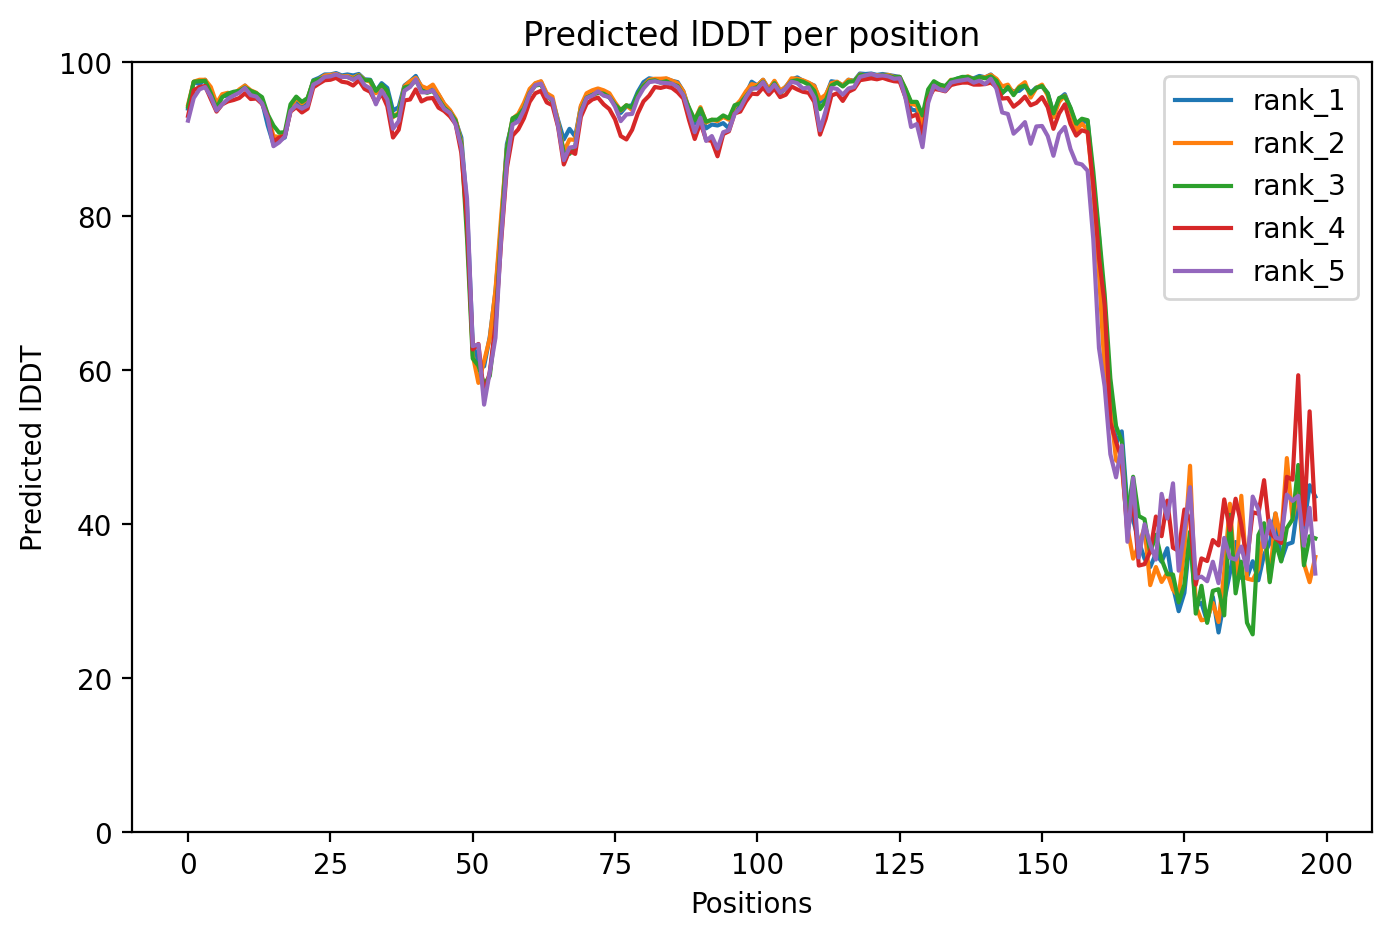 Predicted lDDT per position
Predicted lDDT
100
80
60
40
20
0
rank_1
rank_2
rank_3
rank_4
rank_5
0 25 50 75 100 125 150 175 200
Positions